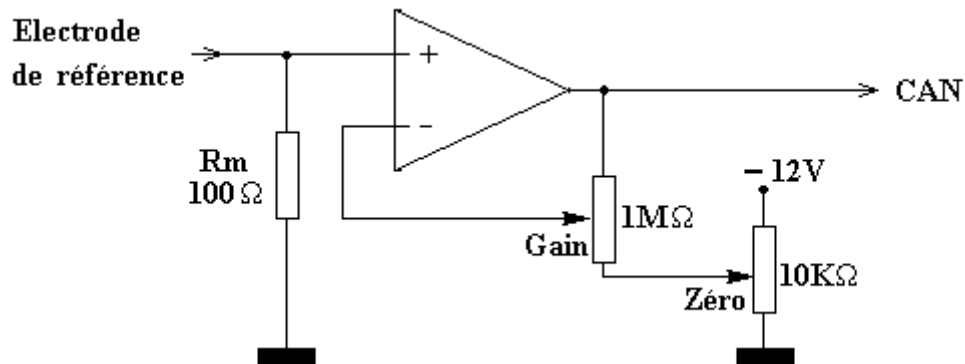 Electrode
de référence
+
-
CAN
Rm
100 Ω
1MΩ
Gain
- 12V
10KΩ
Zéro